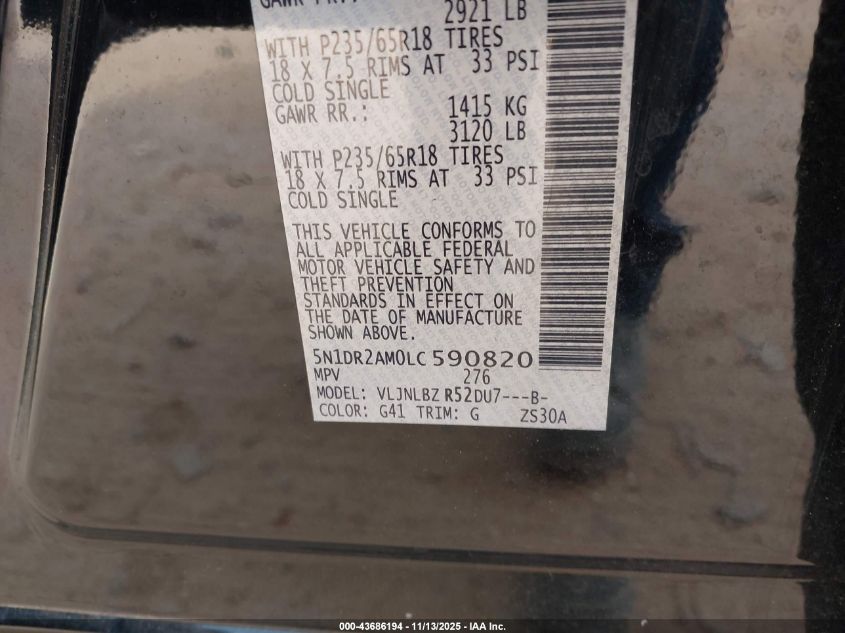 2921 LB
WITH P235/65R18 TIRES
18 X 7.5 RIMS AT 33 PSI
COLD SINGLE
GAWR RR.: 1415 KG
3120 LB
WITH P235/65R18 TIRES
18 X 7.5 RIMS AT 33 PSI
COLD SINGLE
THIS VEHICLE CONFORMS TO
ALL APPLICABLE FEDERAL
MOTOR VEHICLE SAFETY AND
THEFT PREVENTION
STANDARDS IN EFFECT ON
THE DATE OF MANUFACTURE
SHOWN ABOVE.
5N1DR2AM0LC590820
MPV 276
MODEL: VLJNLBZ R52DU7---B-
COLOR: G41 TRIM: G ZS30A
000-43686194 — 11/13/2025 — IAA Inc.